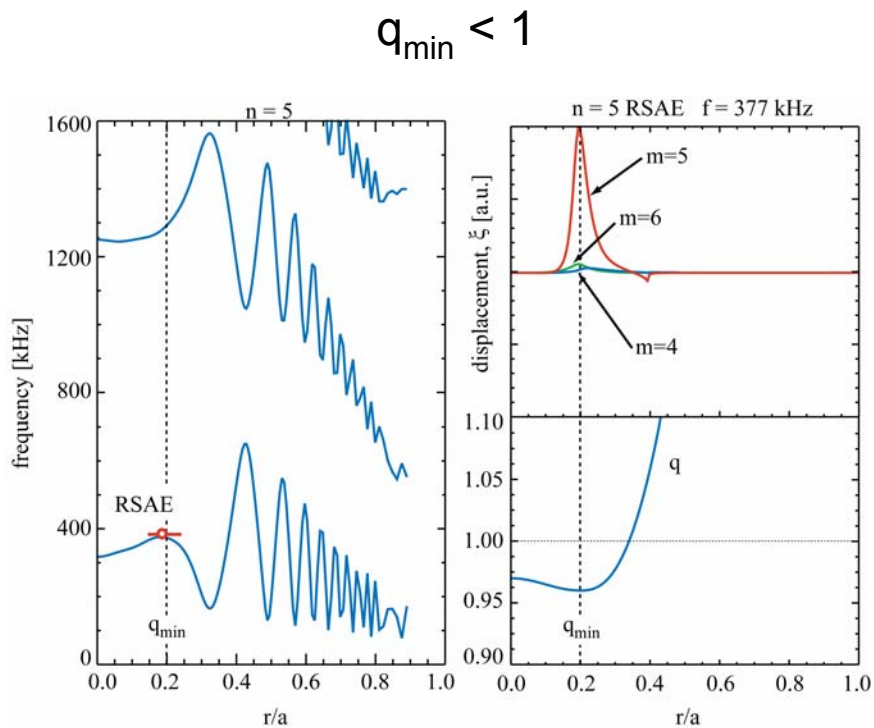 q_min < 1
n = 5
1600
1200
800
400
0
frequency [kHz]
RSAE
q_min
0.0 0.2 0.4 0.6 0.8 1.0
r/a
n = 5 RSAE f = 377 kHz
displacement, ξ [a.u.]
m=5
m=6
m=4
1.10
1.05
1.00
0.95
0.90
q
q_min
0.0 0.2 0.4 0.6 0.8 1.0
r/a